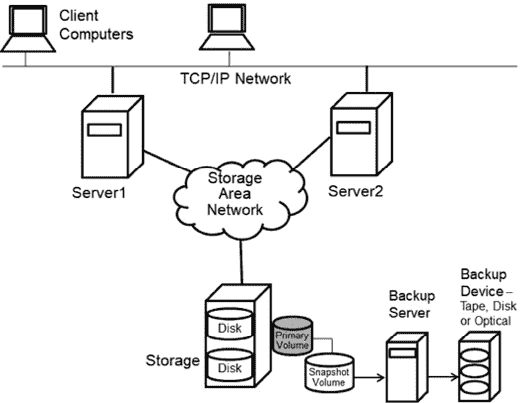 Client
Computers
TCP/IP Network
Server1
Storage
Area
Network
Server2
Backup
Device –
Tape, Disk
or Optical
Backup
Server
Disk
Primary
Volume
Storage
Disk
Snapshot
Volume